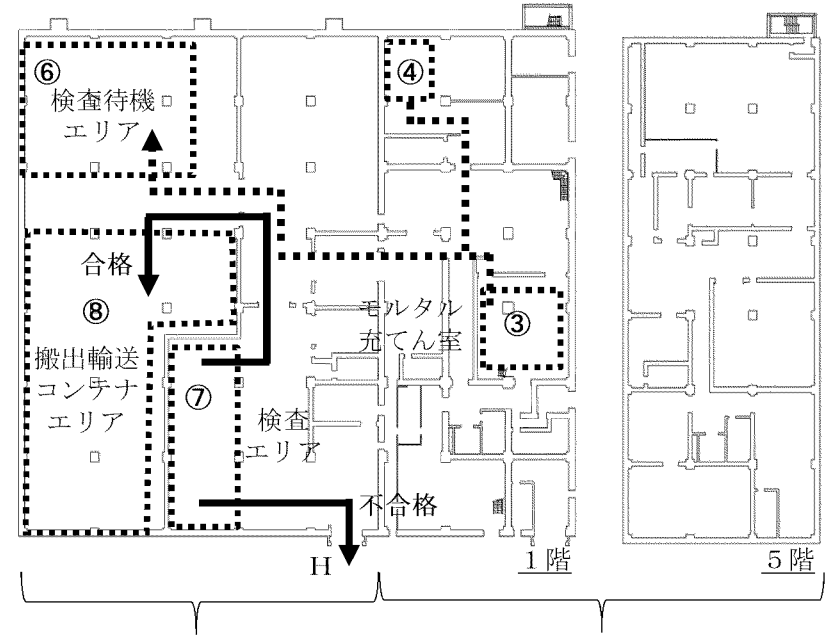 ⑥
検査待機
エリア
④
合格
⑧
搬出輸送
コンテナ
エリア
モルタル
充てん室
③
⑦
検査
エリア
不合格
H
1階
5階